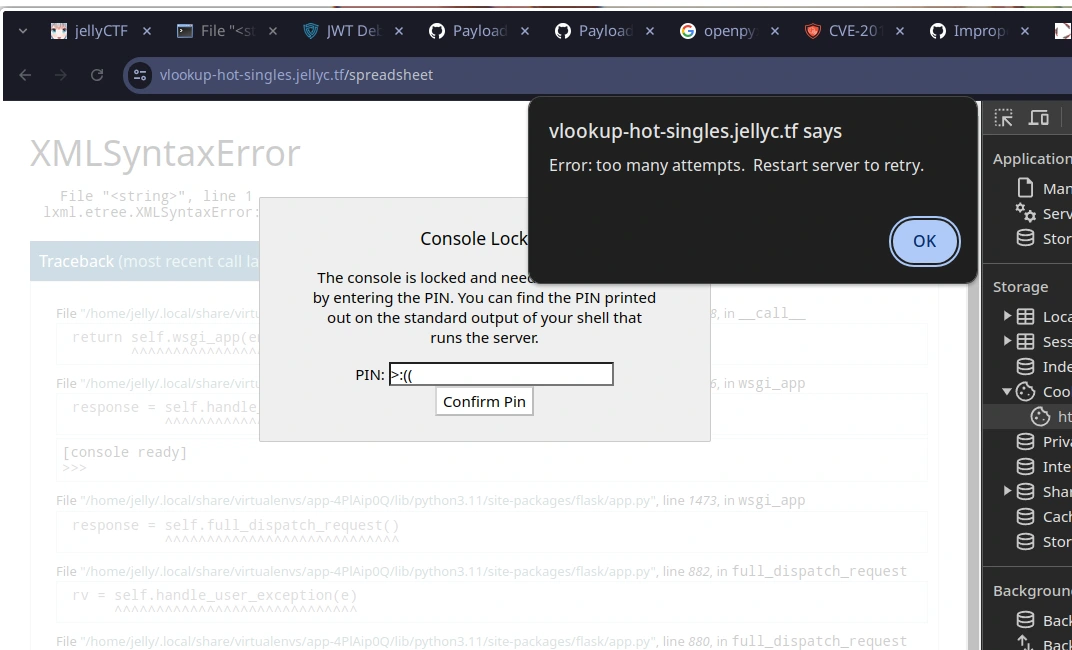 jellyCTF
File "<st
JWT Del
Payload
Payload
openpy
CVE-201
Improp
vlookup-hot-singles.jellyc.tf/spreadsheet
vlookup-hot-singles.jellyc.tf says
Error: too many attempts.  Restart server to retry.
OK
XMLSyntaxError
File "<string>", line 1
lxml.etree.XMLSyntaxError:
Traceback (most recent call la
Console Lock
The console is locked and need
by entering the PIN. You can find the PIN printed
out on the standard output of your shell that
runs the server.
PIN: >:((
Confirm Pin
File "/home/jelly/.local/share/virtu
8, in __call__
return self.wsgi_app(en
^^^^^^^^^^^^^^^
File "/home/jelly/.local/share/virtu
6, in wsgi_app
response = self.handle_
^^^^^^^^^^^
[console ready]
>>>
File "/home/jelly/.local/share/virtualenvs/app-4PlAip0Q/lib/python3.11/site-packages/flask/app.py", line 1473, in wsgi_app
response = self.full_dispatch_request()
^^^^^^^^^^^^^^^^^^^^^^^^^^^^
File "/home/jelly/.local/share/virtualenvs/app-4PlAip0Q/lib/python3.11/site-packages/flask/app.py", line 882, in full_dispatch_request
rv = self.handle_user_exception(e)
^^^^^^^^^^^^^^^^^^^^^^^^^^^^^
File "/home/jelly/.local/share/virtualenvs/app-4PlAip0Q/lib/python3.11/site-packages/flask/app.py", line 880, in full_dispatch_request
Application
Man
Serv
Stor
Storage
Loca
Sess
Inde
Coo
ht
Priva
Inte
Shar
Cach
Stor
Background
Back
Back